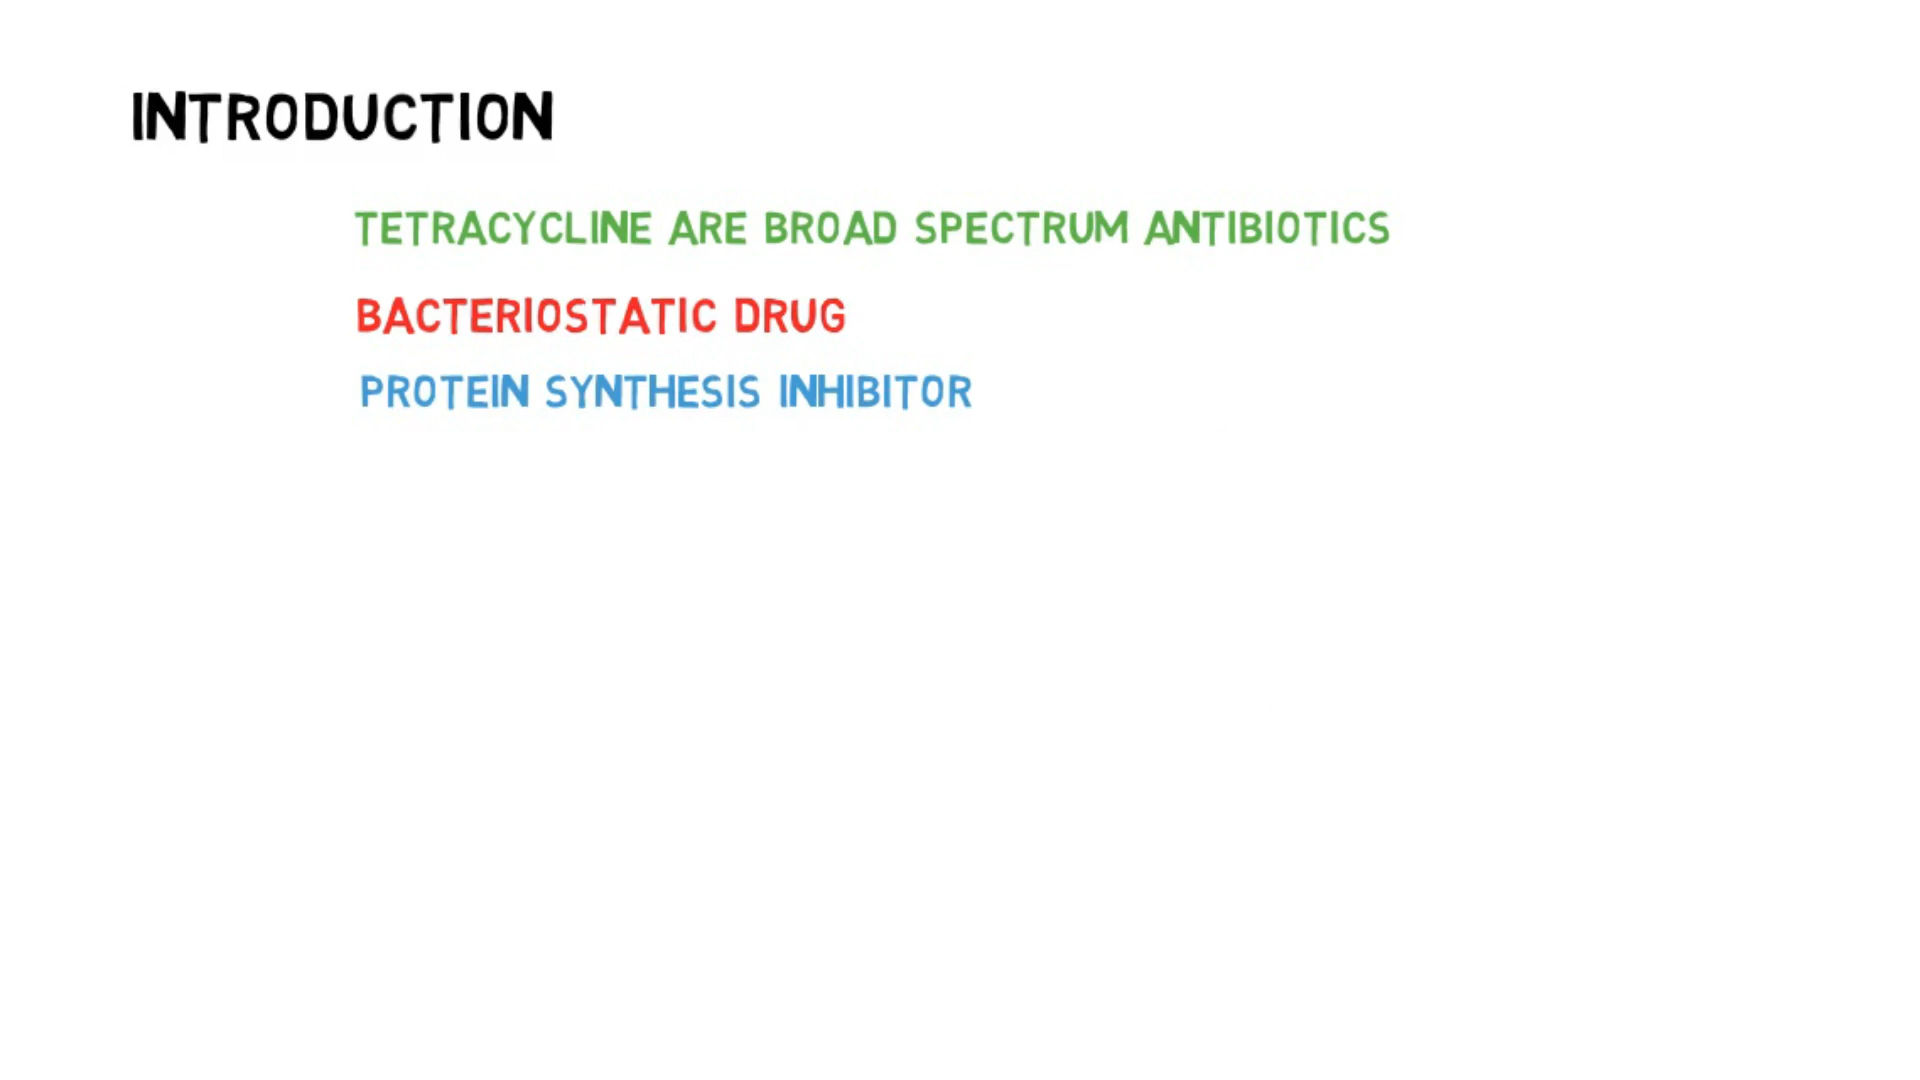 INTRODUCTION
TETRACYCLINE ARE BROAD SPECTRUM ANTIBIOTICS
BACTERIOSTATIC DRUG
PROTEIN SYNTHESIS INHIBITOR